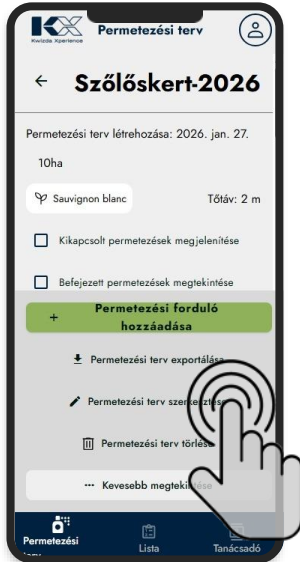 KX
Kwizda Xperience
Permetezési terv
Szőlőskert-2026
Permetezési terv létrehozása: 2026. jan. 27.
10ha
Sauvignon blanc
Tőtáv: 2 m
Kikapcsolt permetezések megjelenítése
Befejezett permetezések megtekintése
+ Permetezési forduló
hozzáadása
Permetezési terv exportálása
Permetezési terv szerkesztése
Permetezési terv törlése
... Kevesebb megtekintése
Permetezési
terv
Lista
Tanácsadó